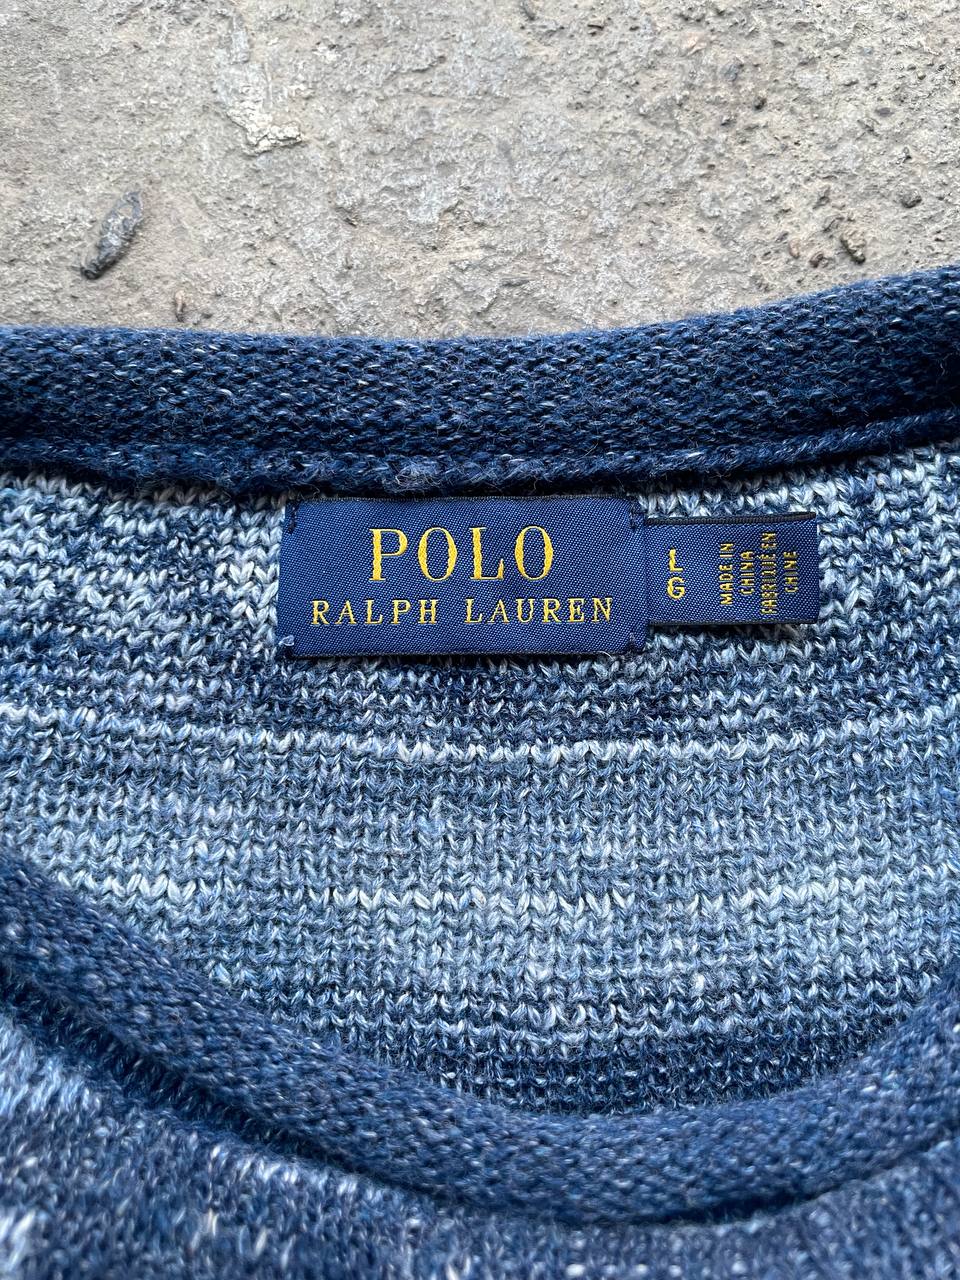 POLO
RALPH LAUREN
L
G
MADE IN
CHINA
FABRIQUÉ EN
CHINE